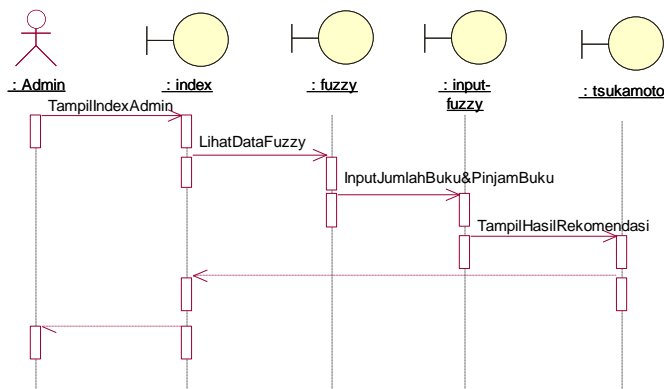 : Admin
: index
: fuzzy
: input-
fuzzy
: tsukamoto
TampilIndexAdmin
LihatDataFuzzy
InputJumlahBuku&PinjamBuku
TampilHasilRekomendasi